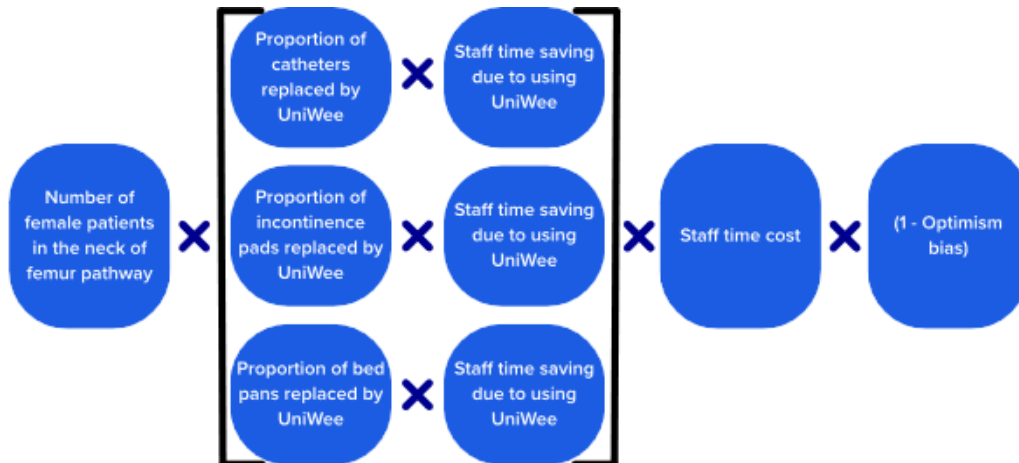 Number of
female patients
in the neck of
femur pathway
×
Proportion of
catheters
replaced by
UniWee
×
Staff time saving
due to using
UniWee
Proportion of
incontinence
pads replaced by
UniWee
×
Staff time saving
due to using
UniWee
Proportion of bed
pans replaced by
UniWee
×
Staff time saving
due to using
UniWee
×
Staff time cost
×
(1 - Optimism
bias)